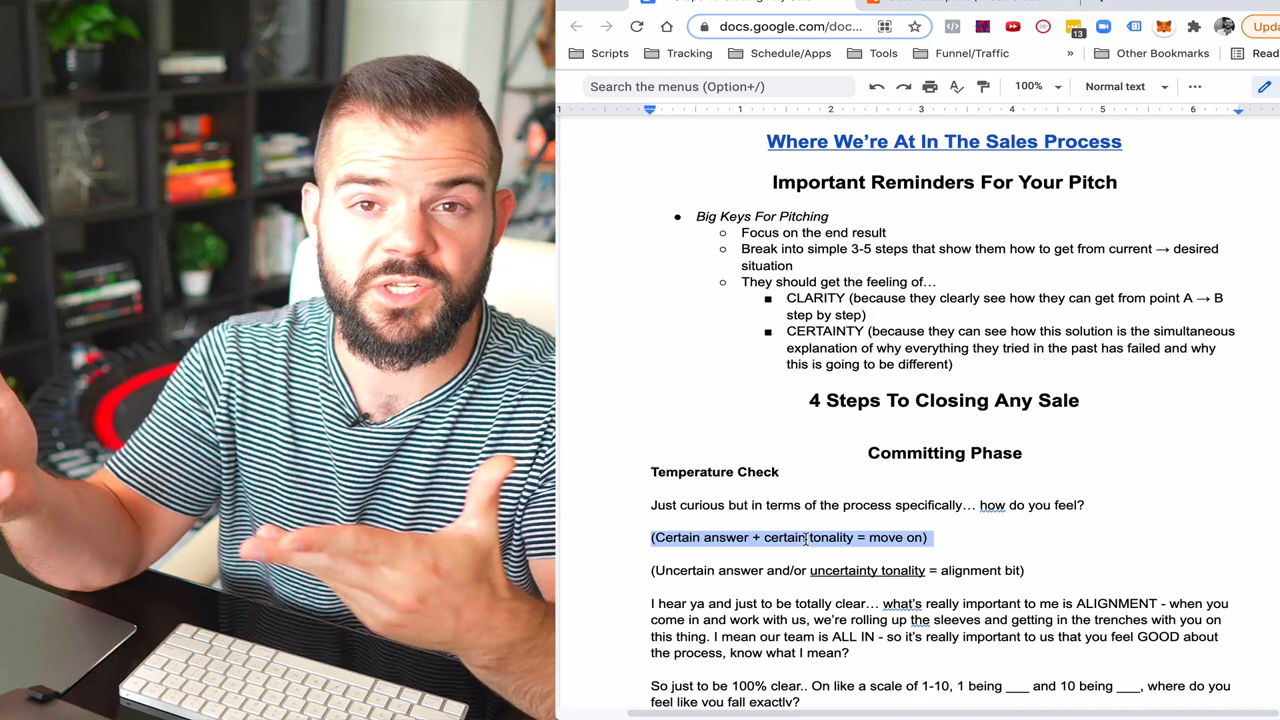 docs.google.com/doc...
13
Upda
Scripts
Tracking
Schedule/Apps
Tools
Funnel/Traffic
»
Other Bookmarks
Read
Search the menus (Option+/)
100%
Normal text
1 1 2 3 4 5 6
Where We're At In The Sales Process
Important Reminders For Your Pitch
● Big Keys For Pitching
○ Focus on the end result
○ Break into simple 3-5 steps that show them how to get from current → desired
situation
○ They should get the feeling of…
■ CLARITY (because they clearly see how they can get from point A → B
step by step)
■ CERTAINTY (because they can see how this solution is the simultaneous
explanation of why everything they tried in the past has failed and why
this is going to be different)
4 Steps To Closing Any Sale
Committing Phase
Temperature Check
Just curious but in terms of the process specifically… how do you feel?
(Certain answer + certain tonality = move on)
(Uncertain answer and/or uncertainty tonality = alignment bit)
I hear ya and just to be totally clear… what's really important to me is ALIGNMENT - when you
come in and work with us, we're rolling up the sleeves and getting in the trenches with you on
this thing. I mean our team is ALL IN - so it's really important to us that you feel GOOD about
the process, know what I mean?
So just to be 100% clear.. On like a scale of 1-10, 1 being ___ and 10 being ___, where do you
feel like you fall exactly?